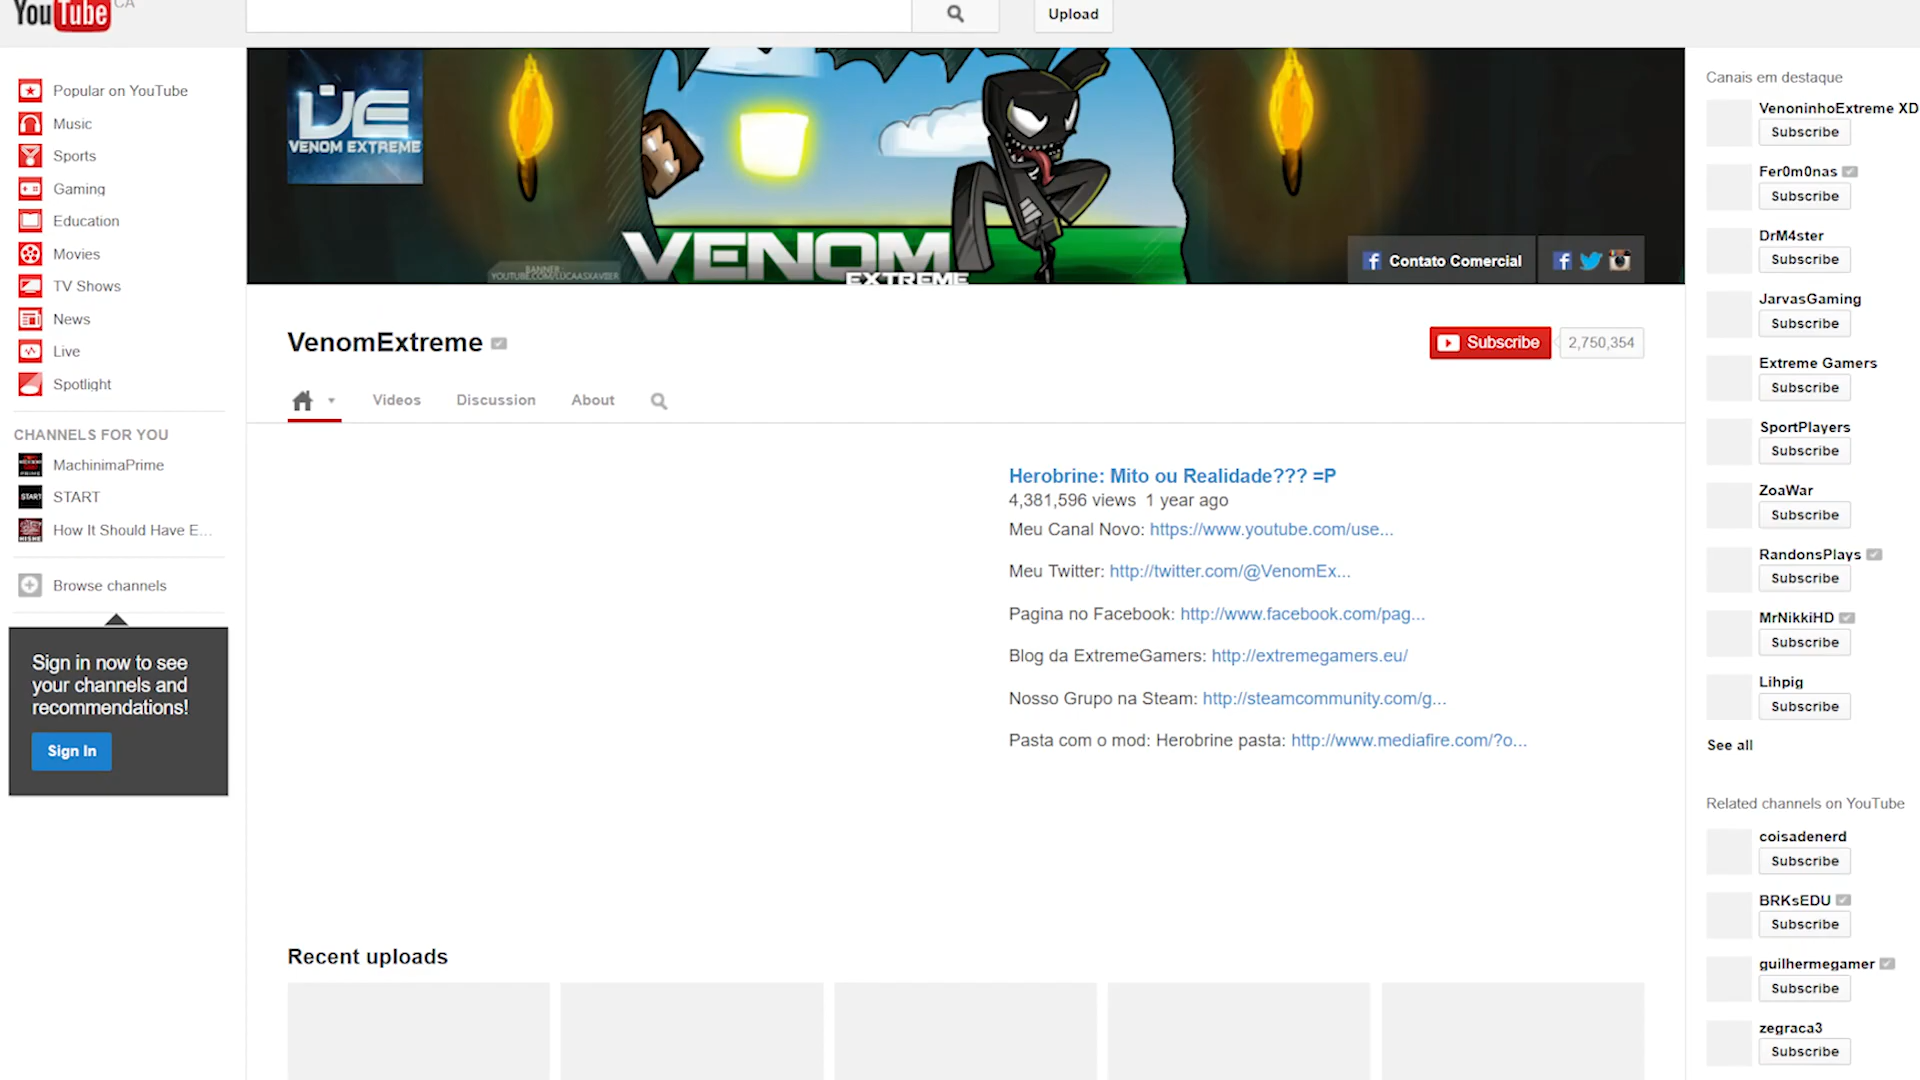 YouTube CA
Upload
Popular on YouTube
Music
Sports
Gaming
Education
Movies
TV Shows
News
Live
Spotlight
CHANNELS FOR YOU
MachinimaPrime
START
START
How It Should Have E...
Browse channels
Sign in now to see
your channels and
recommendations!
Sign In
VE
VENOM EXTREME
BANNER:
YOUTUBE.COM/LUCAASXAVIIER
VENOM
EXTREME
Contato Comercial
VenomExtreme
Subscribe 2,750,354
Videos Discussion About
Herobrine: Mito ou Realidade??? =P
4,381,596 views 1 year ago
Meu Canal Novo: https://www.youtube.com/use...
Meu Twitter: http://twitter.com/@VenomEx...
Pagina no Facebook: http://www.facebook.com/pag...
Blog da ExtremeGamers: http://extremegamers.eu/
Nosso Grupo na Steam: http://steamcommunity.com/g...
Pasta com o mod: Herobrine pasta: http://www.mediafire.com/?o...
Recent uploads
Canais em destaque
VenoninhoExtreme XD
Subscribe
Fer0m0nas
Subscribe
DrM4ster
Subscribe
JarvasGaming
Subscribe
Extreme Gamers
Subscribe
SportPlayers
Subscribe
ZoaWar
Subscribe
RandonsPlays
Subscribe
MrNikkiHD
Subscribe
Lihpig
Subscribe
See all
Related channels on YouTube
coisadenerd
Subscribe
BRKsEDU
Subscribe
guilhermegamer
Subscribe
zegraca3
Subscribe